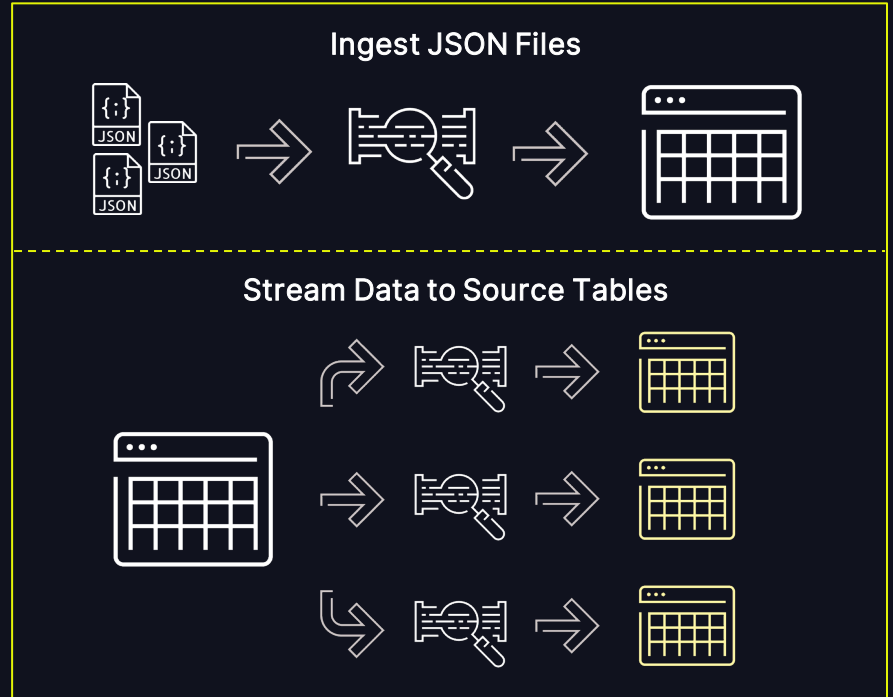 Ingest JSON Files
{;}
JSON
{;}
JSON
{;}
JSON
Stream Data to Source Tables